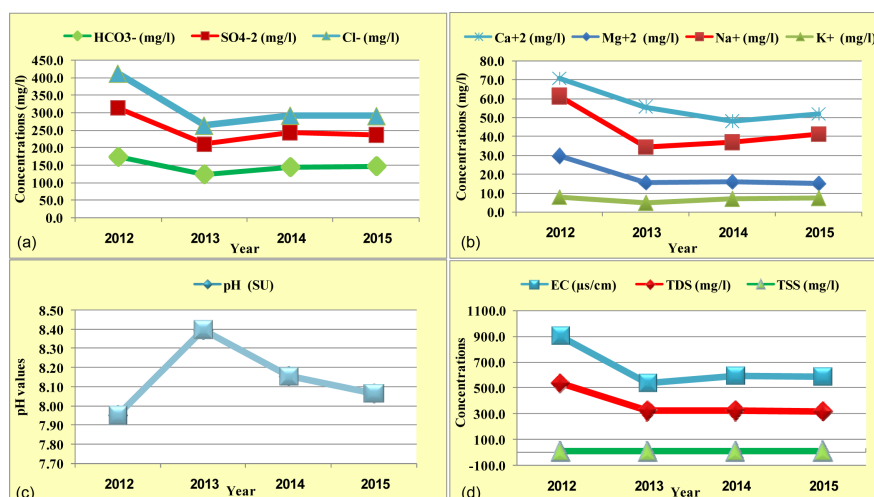 HCO3- (mg/l) SO4-2 (mg/l) Cl- (mg/l)
450.0
400.0
350.0
300.0
250.0
200.0
150.0
100.0
50.0
0.0
Concentrations (mg/l)
2012 2013 2014 2015
Year
(a)
Ca+2 (mg/l) Mg+2 (mg/l) Na+ (mg/l) K+ (mg/l)
80.0
70.0
60.0
50.0
40.0
30.0
20.0
10.0
0.0
Concentrations (mg/l)
2012 2013 2014 2015
Year
(b)
pH (SU)
8.50
8.40
8.30
8.20
8.10
8.00
7.90
7.80
7.70
pH values
2012 2013 2014 2015
Year
(c)
EC (µs/cm) TDS (mg/l) TSS (mg/l)
1100.0
900.0
700.0
500.0
300.0
100.0
-100.0
Concentrations
2012 2013 2014 2015
Year
(d)